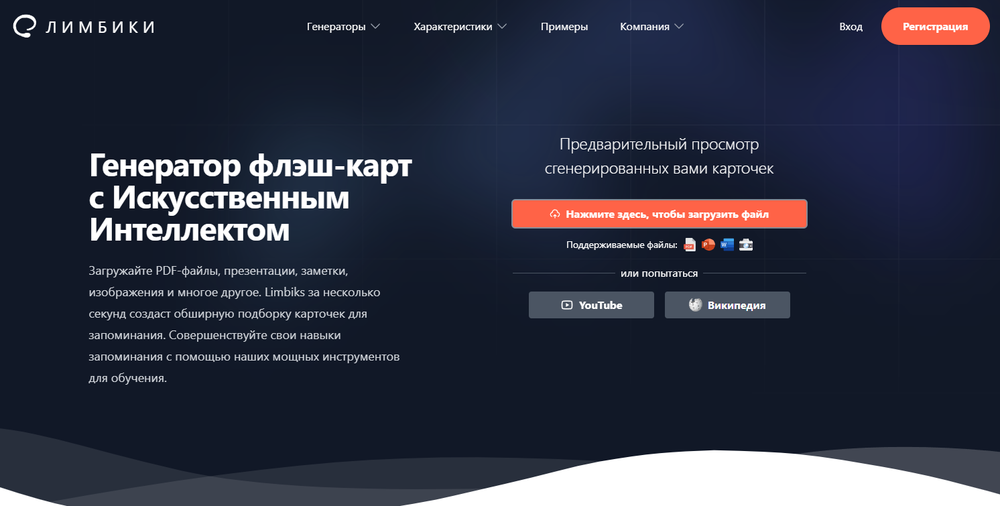 ЛИМБИКИ
Генераторы
Характеристики
Примеры
Компания
Вход
Регистрация
Генератор флэш-карт
с Искусственным
Интеллектом
Загружайте PDF-файлы, презентации, заметки,
изображения и многое другое. Limbiks за несколько
секунд создаст обширную подборку карточек для
запоминания. Совершенствуйте свои навыки
запоминания с помощью наших мощных инструментов
для обучения.
Предварительный просмотр
сгенерированных вами карточек
Нажмите здесь, чтобы загрузить файл
Поддерживаемые файлы: PDF P W
или попытаться
YouTube
Википедия